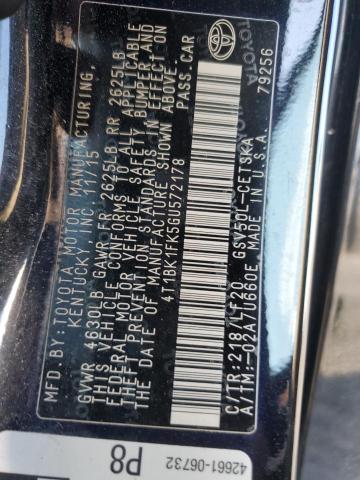 MFD. BY: TOYOTA MOTOR MANUFACTURING,
KENTUCKY, INC. 11/15
GVWR 4630LB GAWR FR 2625LB RR 2625LB
THIS VEHICLE CONFORMS TO ALL APPLICABLE
FEDERAL MOTOR VEHICLE SAFETY BUMPER, AND
THEFT PREVENTION STANDARDS IN EFFECT ON
THE DATE OF MANUFACTURE SHOWN ABOVE.
4T1BK1FK5GU572178 PASS. CAR
C/TR: 218 GSV50L-CETSKA
A/TM: -02A/U660E MADE IN U.S.A.
TOYOTA
79256
42661-06732
P8